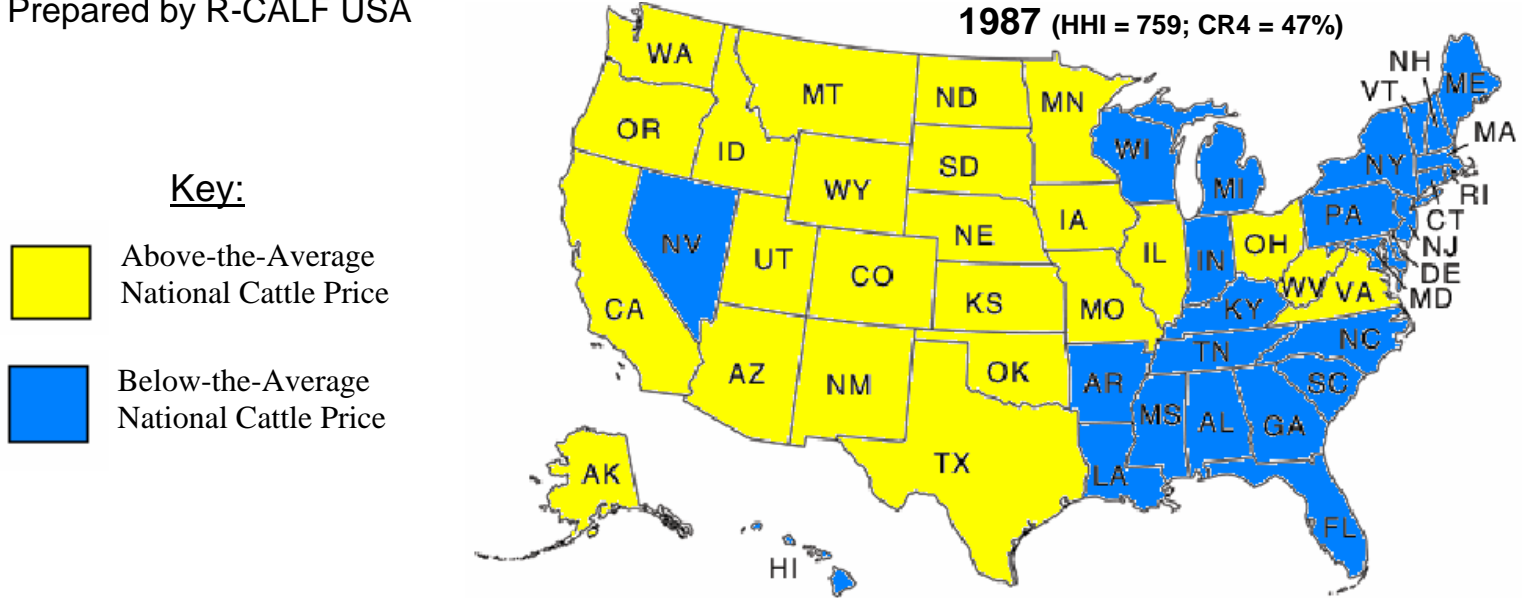 Prepared by R-CALF USA
1987 (HHI = 759; CR4 = 47%)
Key:
Above-the-Average
National Cattle Price
Below-the-Average
National Cattle Price
WA
MT
ND
MN
OR
ID
WY
SD
WI
MI
NH
VT
ME
MA
NY
RI
CT
NJ
DE
MD
PA
NV
UT
CO
NE
IA
IL
IN
OH
WV
VA
CA
KS
MO
KY
NC
TN
AZ
NM
OK
AR
SC
MS
AL
GA
AK
TX
LA
FL
HI